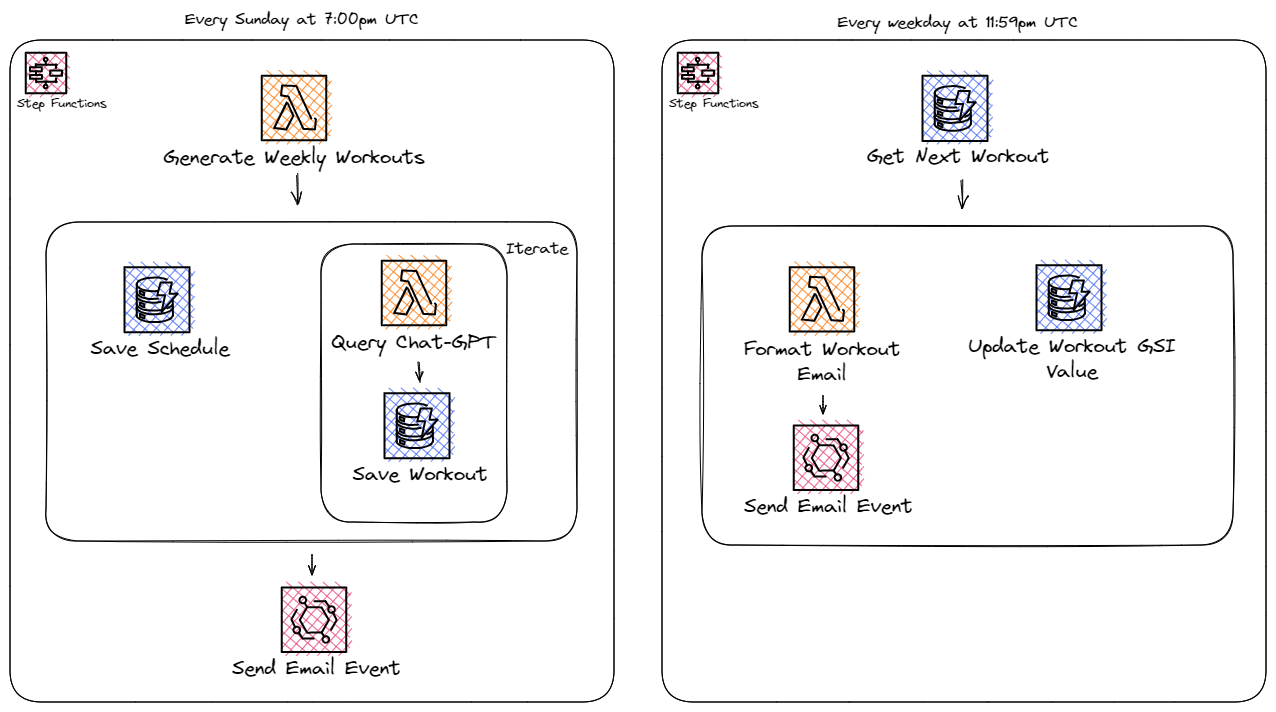 Every Sunday at 7:00pm UTC
Step Functions
Generate Weekly Workouts
Iterate
Save Schedule
Query Chat-GPT
Save Workout
Send Email Event
Every weekday at 11:59pm UTC
Step Functions
Get Next Workout
Format Workout
Email
Send Email Event
Update Workout GSI
Value